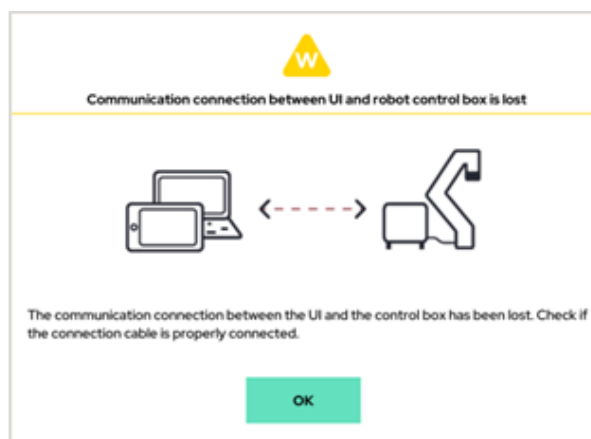 W
Communication connection between UI and robot control box is lost
The communication connection between the UI and the control box has been lost. Check if
the connection cable is properly connected.
OK